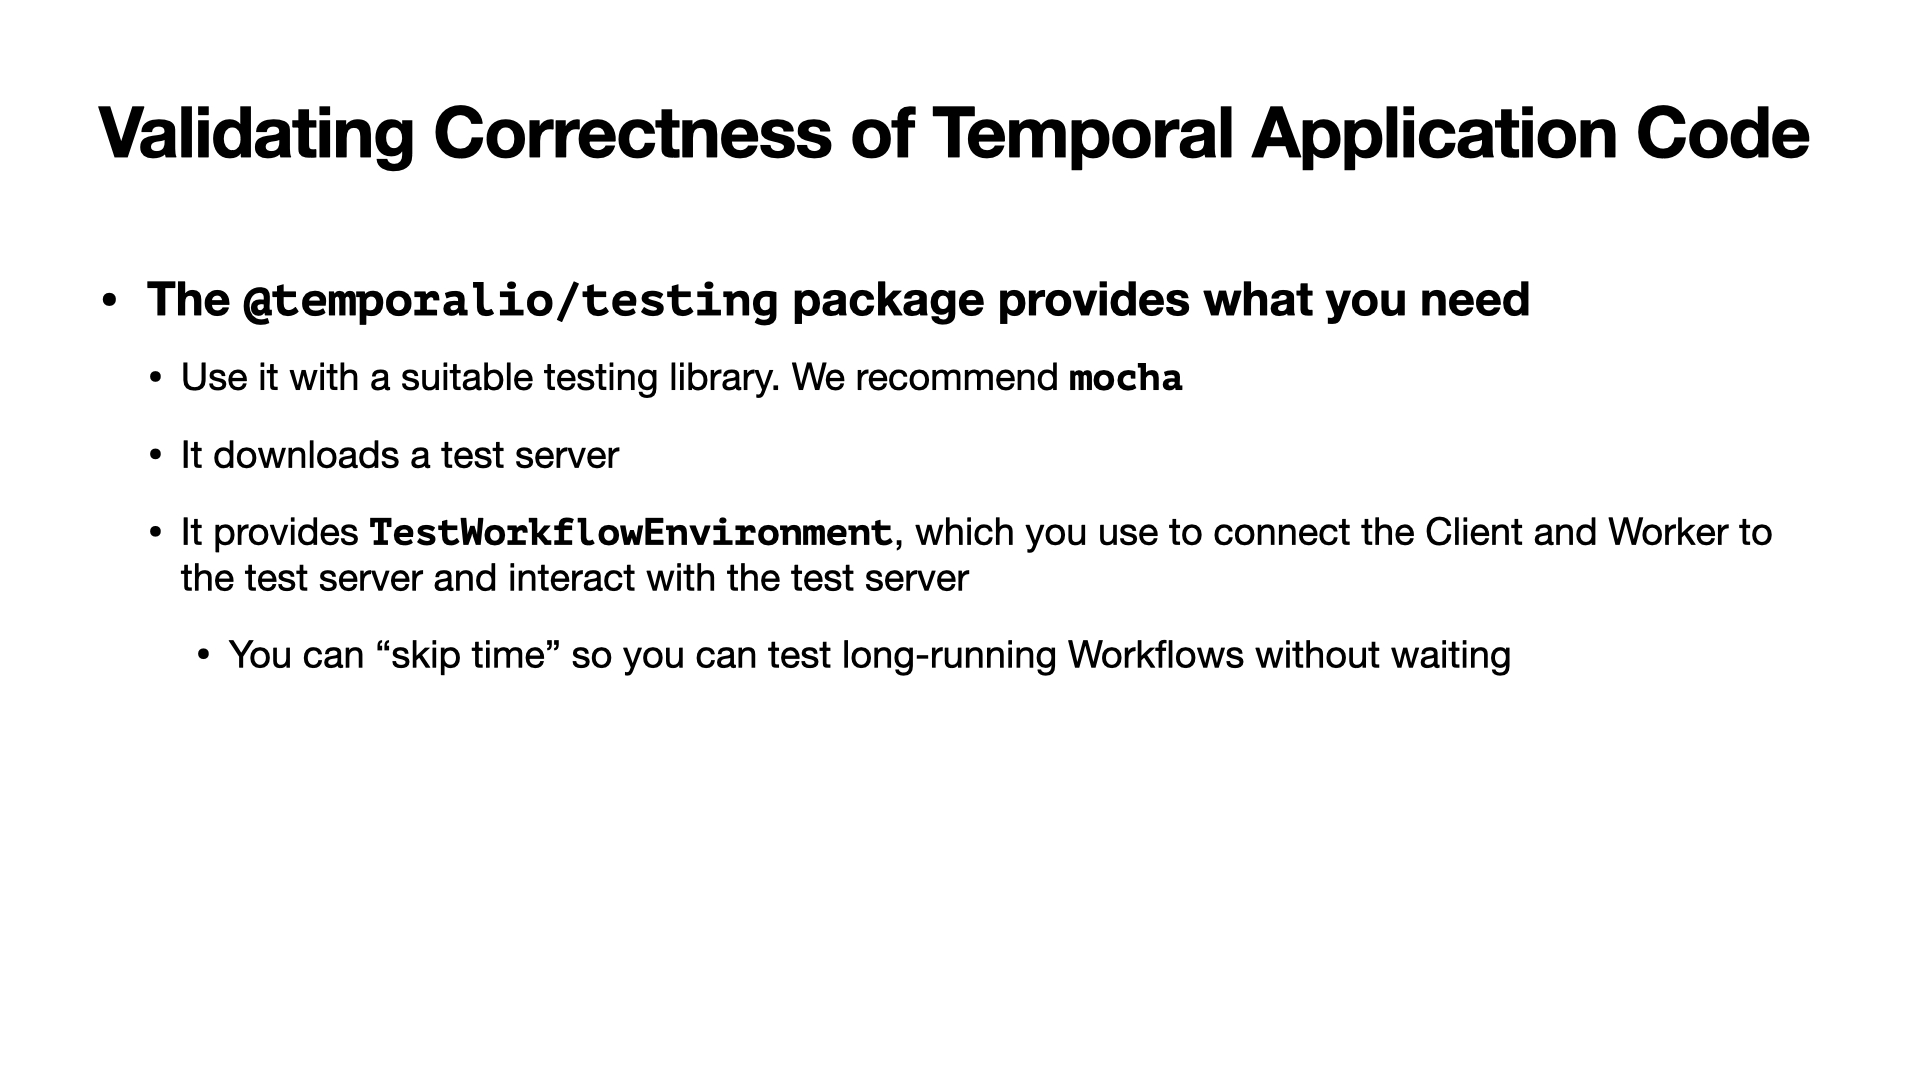 Validating Correctness of Temporal Application Code
• The @temporalio/testing package provides what you need
• Use it with a suitable testing library. We recommend mocha
• It downloads a test server
• It provides TestWorkflowEnvironment, which you use to connect the Client and Worker to
the test server and interact with the test server
• You can “skip time” so you can test long-running Workflows without waiting